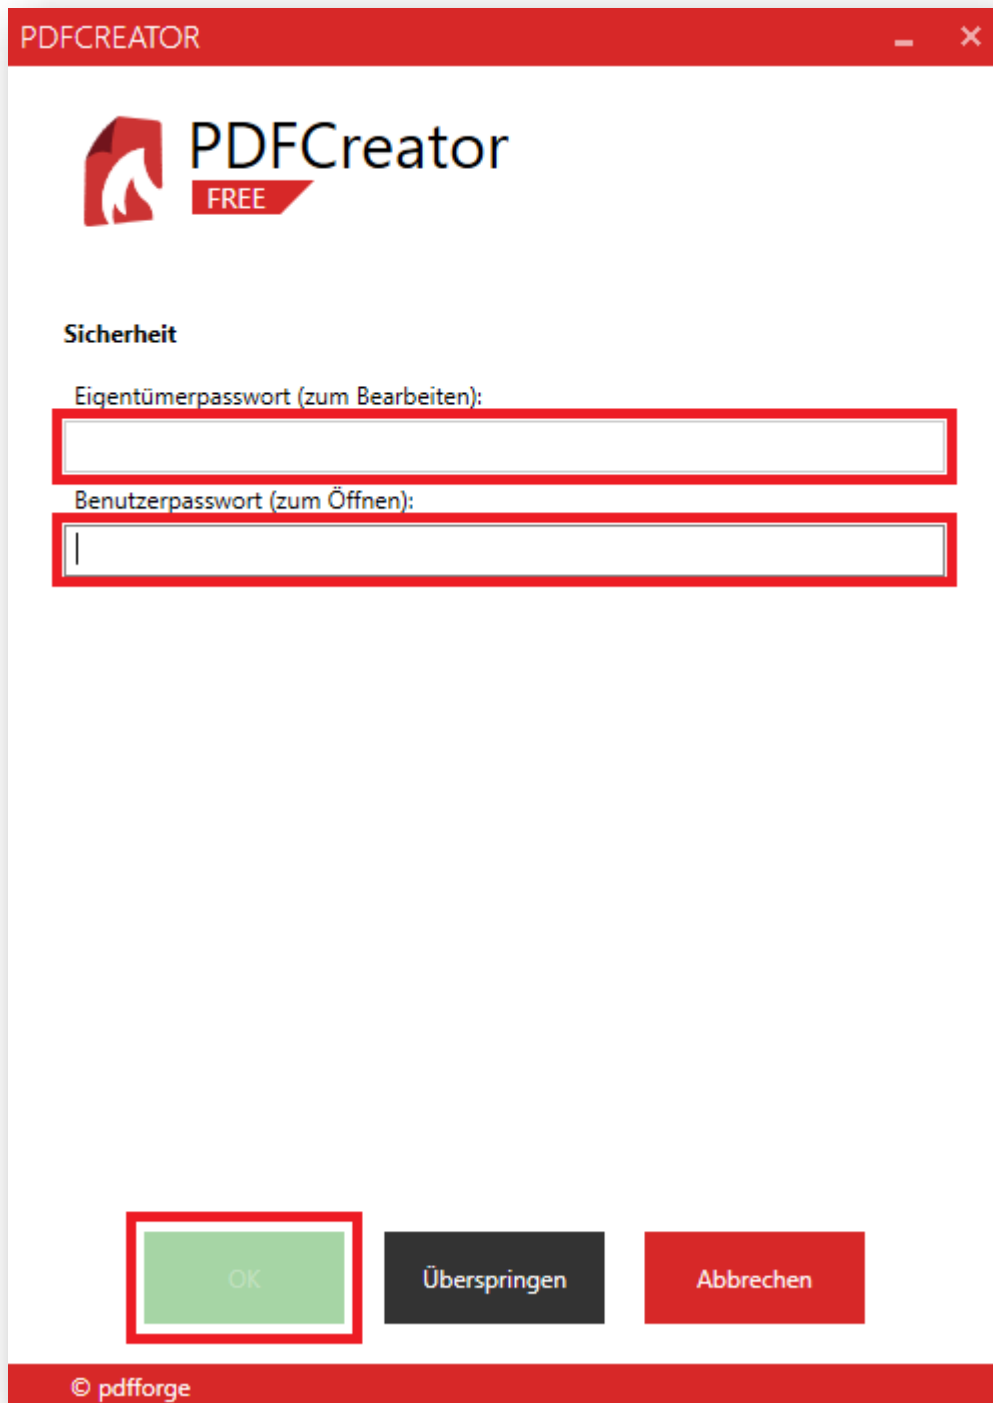 PDFCREATOR
PDFCreator
FREE
Sicherheit
Eigentümerpasswort (zum Bearbeiten):
Benutzerpasswort (zum Öffnen):
OK Überspringen Abbrechen
© pdfforge